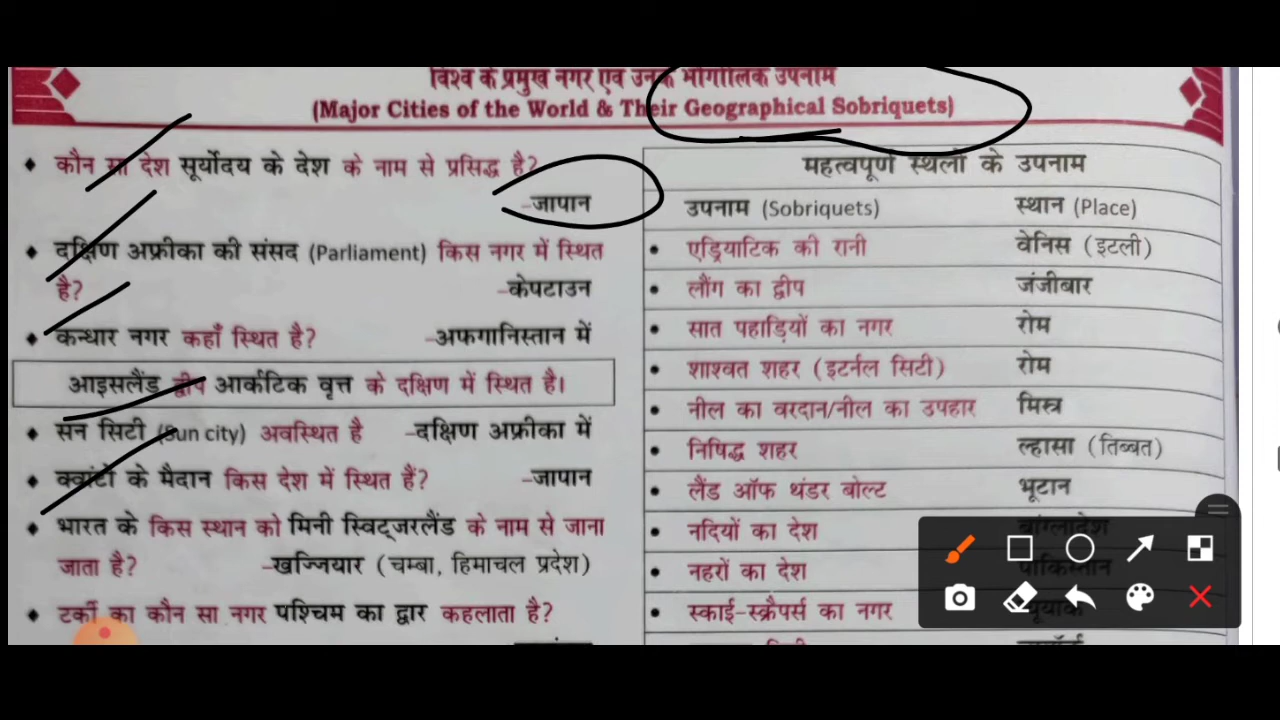 विश्व के प्रमुख नगर एवं उनके भौगोलिक उपनाम
(Major Cities of the World & Their Geographical Sobriquets)
♦ कौन सा देश सूर्योदय के देश के नाम से प्रसिद्ध है?
-जापान
♦ दक्षिण अफ्रीका की संसद (Parliament) किस नगर में स्थित
है? -केपटाउन
♦ कन्धार नगर कहाँ स्थित है? -अफगानिस्तान में
आइसलैंड द्वीप आर्कटिक वृत्त के दक्षिण में स्थित है।
♦ सन सिटी (Sun city) अवस्थित है -दक्षिण अफ्रीका में
♦ क्वांटो के मैदान किस देश में स्थित हैं? -जापान
♦ भारत के किस स्थान को मिनी स्विट्जरलैंड के नाम से जाना
जाता है? -खज्जियार (चम्बा, हिमाचल प्रदेश)
♦ टर्की का कौन सा नगर पश्चिम का द्वार कहलाता है?
महत्वपूर्ण स्थलों के उपनाम
उपनाम (Sobriquets) स्थान (Place)
• एड्रियाटिक की रानी वेनिस (इटली)
• लौंग का द्वीप जंजीबार
• सात पहाड़ियों का नगर रोम
• शाश्वत शहर (इटर्नल सिटी) रोम
• नील का वरदान/नील का उपहार मिस्र
• निषिद्ध शहर ल्हासा (तिब्बत)
• लैंड ऑफ थंडर बोल्ट भूटान
• नदियों का देश बांग्लादेश
• नहरों का देश पाकिस्तान
• स्काई-स्क्रैपर्स का नगर